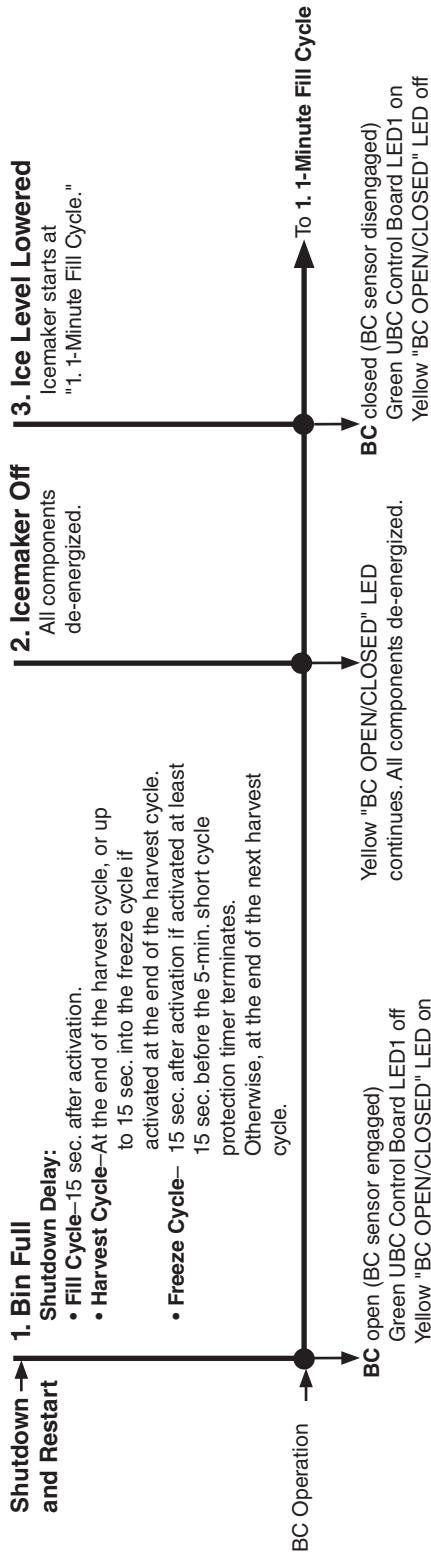 Shutdown
and Restart
1. Bin Full
Shutdown Delay:
• Fill Cycle–15 sec. after activation.
• Harvest Cycle–At the end of the harvest cycle, or up
to 15 sec. into the freeze cycle if
activated at the end of the harvest cycle.
• Freeze Cycle– 15 sec. after activation if activated at least
15 sec. before the 5-min. short cycle
protection timer terminates.
Otherwise, at the end of the next harvest
cycle.
2. Icemaker Off
All components
de-energized.
3. Ice Level Lowered
Icemaker starts at
"1. 1-Minute Fill Cycle."
BC Operation
To 1. 1-Minute Fill Cycle
BC open (BC sensor engaged)
Green UBC Control Board LED1 off
Yellow "BC OPEN/CLOSED" LED on
Yellow "BC OPEN/CLOSED" LED
continues. All components de-energized.
BC closed (BC sensor disengaged)
Green UBC Control Board LED1 on
Yellow "BC OPEN/CLOSED" LED off